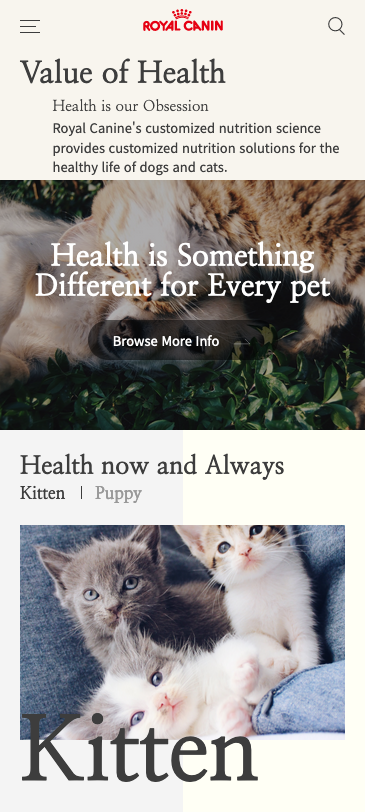 ROYAL CANIN
Value of Health
Health is our Obsession
Royal Canine's customized nutrition science
provides customized nutrition solutions for the
healthy life of dogs and cats.
Health is Something
Different for Every pet
Browse More Info
Health now and Always
Kitten | Puppy
Kitten